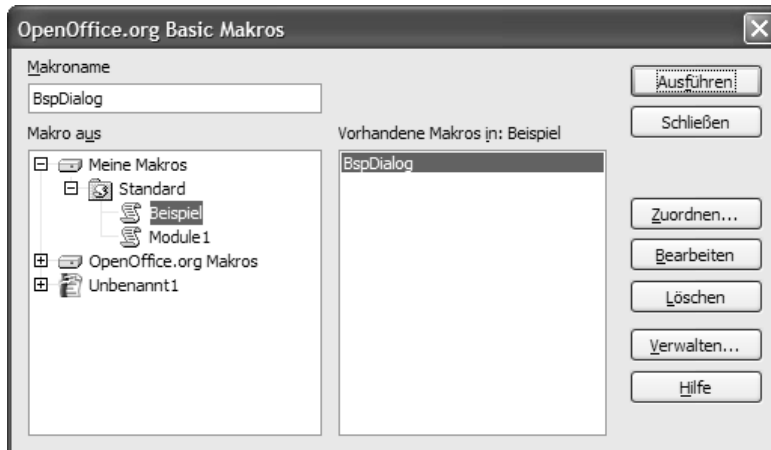 OpenOffice.org Basic Makros
Makroname
BspDialog
Makro aus
Meine Makros
Standard
Beispiel
Module1
OpenOffice.org Makros
Unbenannt1
Vorhandene Makros in: Beispiel
BspDialog
Ausführen
Schließen
Zuordnen...
Bearbeiten
Löschen
Verwalten...
Hilfe